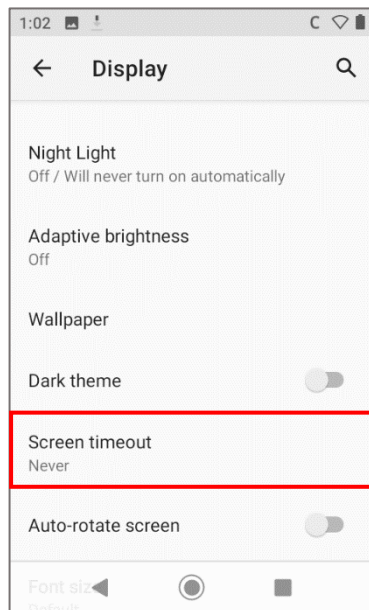 1:02 C
Display
Night Light
Off / Will never turn on automatically
Adaptive brightness
Off
Wallpaper
Dark theme
Screen timeout
Never
Auto-rotate screen
Font size
Default